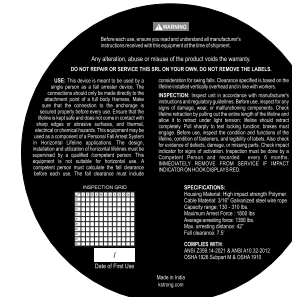 WARNING
Before each use, ensure you read and understand all manufacturer's
instructions received with this equipment at the time of shipment.
Any alteration, abuse or misuse of the product voids the warranty.
DO NOT REPAIR OR SERVICE THIS SRL ON YOUR OWN. DO NOT REMOVE THE LABELS.
USE: This device is meant to be used by a
single person as a fall arrester device. The
connections should only be made directly to the
attachment point of a full body Harness. Make
sure that the connection to the anchorage is
secured properly before every use. Ensure that the
lifeline is kept safe and does not come in contact with
sharp edges or abrasive surfaces, and thermal,
electrical or chemical hazards. This equipment may be
used as a component of a Personal Fall Arrest System
in Horizontal Lifeline applications. The design,
installation and utilization of horizontal lifelines must be
supervised by a qualified /competent person. This
equipment is not suitable for horizontal use. A
competent person must calculate the fall clearance
before each use. The fall clearance must include
consideration for swing falls. Clearance specified is based on the
lifeline installed vertically overhead and in line with workers.
INSPECTION: Inspect unit in accordance with manufacturer's
instructions and regulatory guidelines. Before use, inspect for any
signs of damage, wear, or malfunctioning components. Check
lifeline retraction by pulling out the entire length of the lifeline and
allow it to retract under light tension; lifeline should retract
completely. Pull sharply to test locking function; brakes must
engage. Before use, inspect the condition and functions of the
lifeline, condition of fasteners, and legibility of labels. Also check
for evidence of defects, damage, or missing parts. Check impact
indicator for signs of activation. Inspection must be done by a
Competent Person and recorded every 6 months.
IMMEDIATELY REMOVE FROM SERVICE IF IMPACT
INDICATOR ON HOOK DISPLAYS RED.
INSPECTION GRID
/
Date of First Use
SPECIFICATIONS:
Housing Material: High impact strength Polymer
Cable Material: 3/16" Galvanized steel wire rope
Capacity range: 130 - 310 lbs.
Maximum Arrest Force : 1800 lbs
Average arresting force: 1350 lbs.
Max. arresting distance: 42"
Fall clearance: 7.5'
COMPLIES WITH:
ANSI Z359.14-2021 & ANSI A10.32-2012
OSHA 1926 Subpart M & OSHA 1910
Made in India
kstrong.com